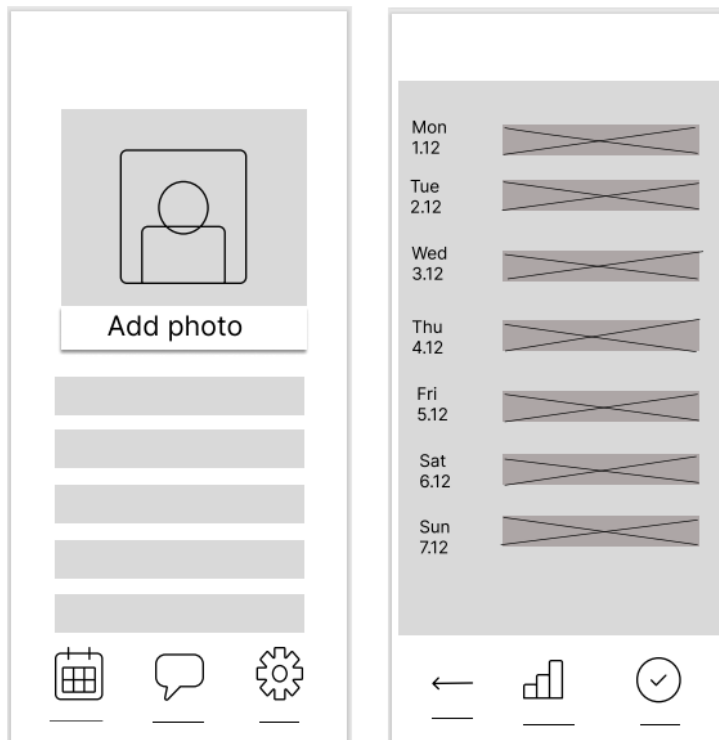 Add photo
Mon
1.12
Tue
2.12
Wed
3.12
Thu
4.12
Fri
5.12
Sat
6.12
Sun
7.12